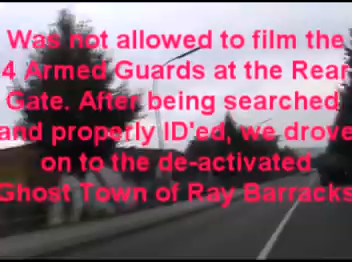 Was not allowed to film the
4 Armed Guards at the Rear
Gate. After being searched
and properly ID'ed, we drove
on to the de-activated
Ghost Town of Ray Barracks